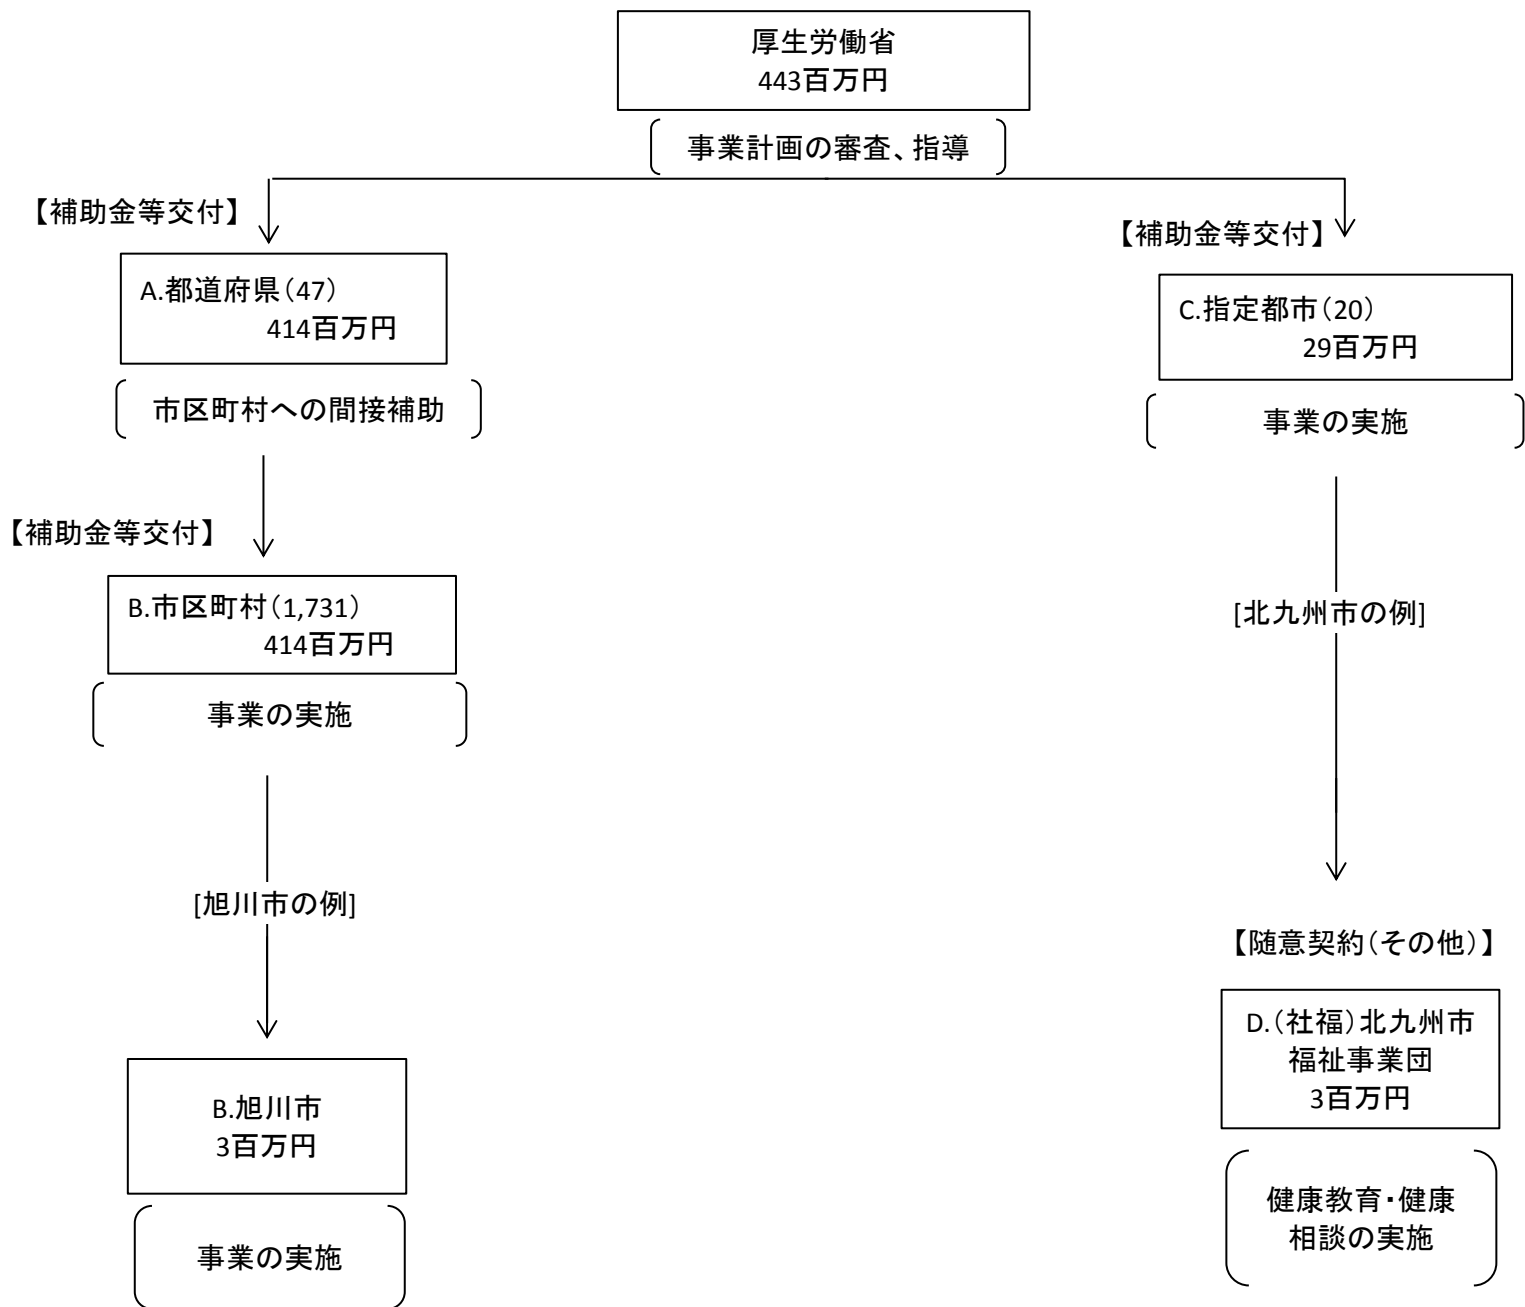 厚生労働省
443百万円
事業計画の審査、指導
【補助金等交付】
A.都道府県(47)
414百万円
市区町村への間接補助
【補助金等交付】
B.市区町村(1,731)
414百万円
事業の実施
[旭川市の例]
B.旭川市
3百万円
事業の実施
【補助金等交付】
C.指定都市(20)
29百万円
事業の実施
[北九州市の例]
【随意契約(その他)】
D.(社福)北九州市
福祉事業団
3百万円
健康教育・健康
相談の実施